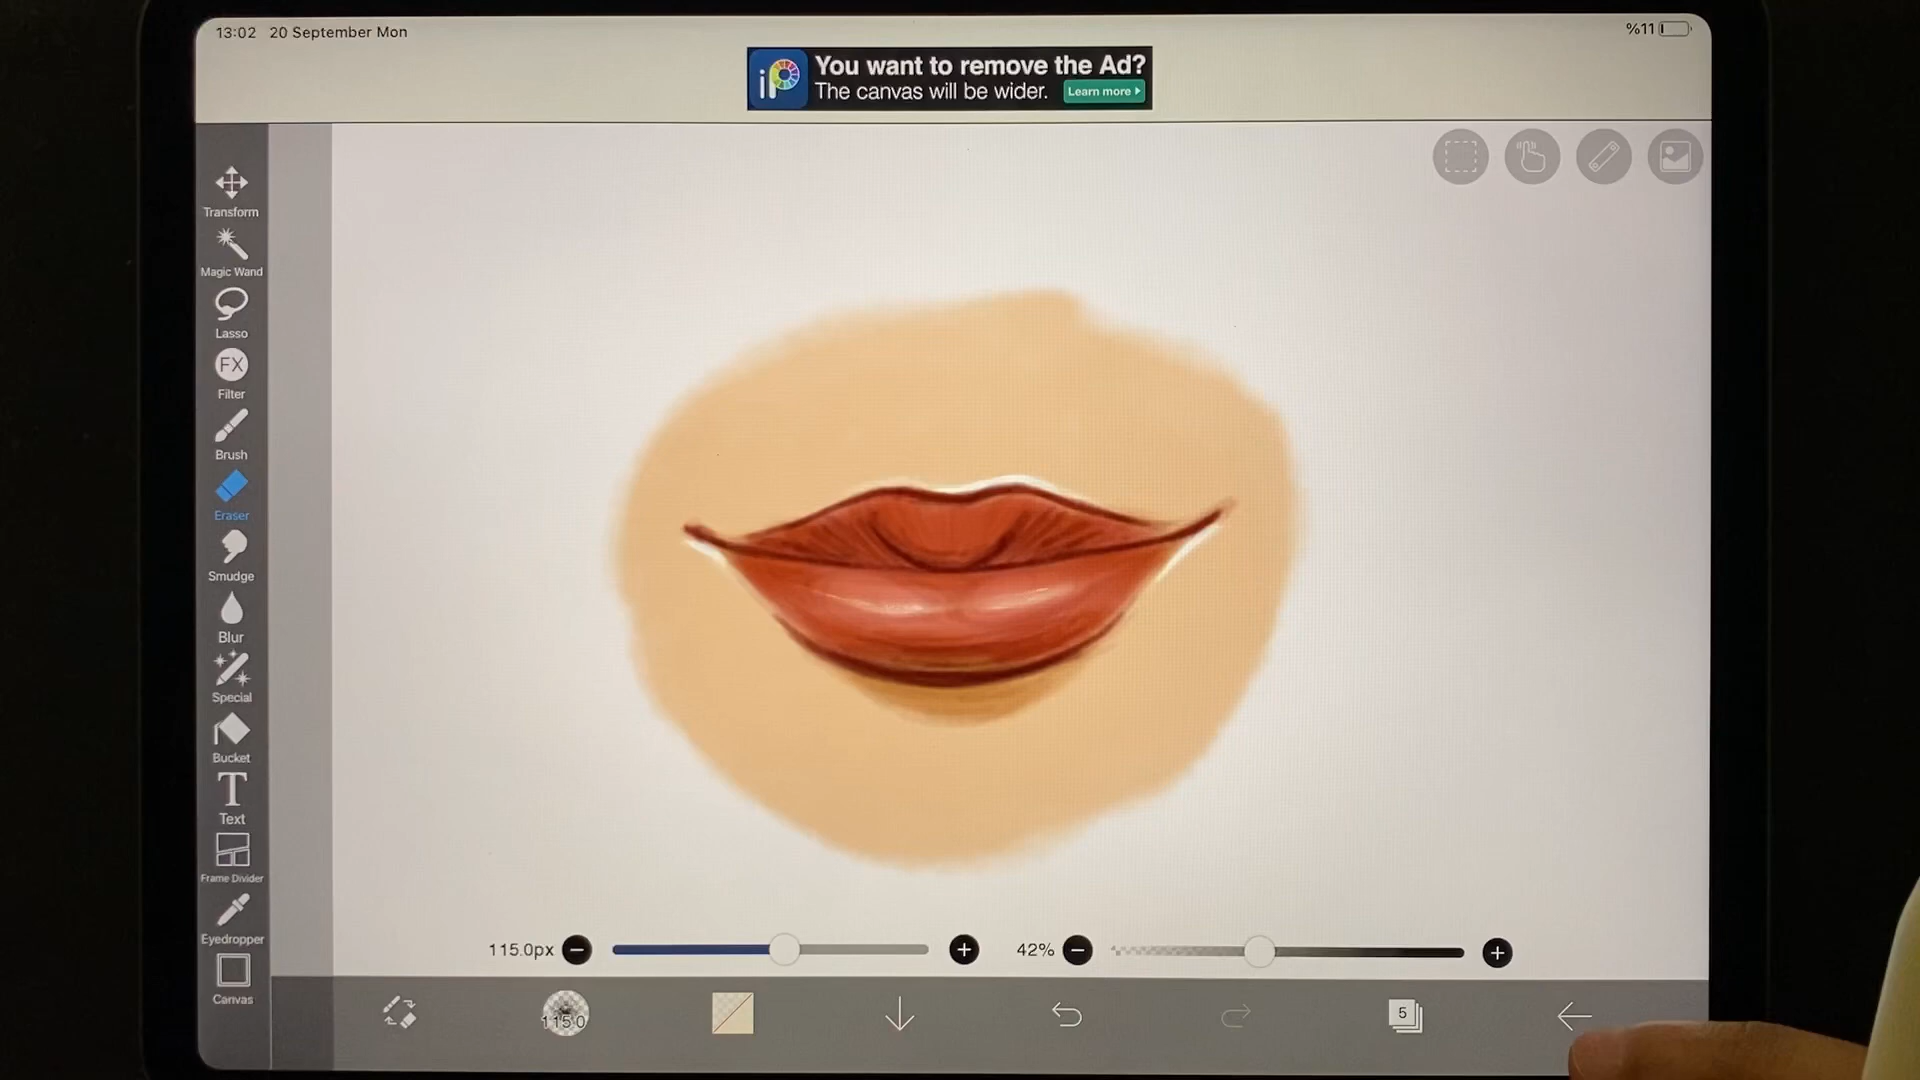 13:02 20 September Mon
%11
iP
You want to remove the Ad?
The canvas will be wider.
Learn more
Transform
Magic Wand
Lasso
FX
Filter
Brush
Eraser
Smudge
Blur
Special
Bucket
T
Text
Frame Divider
Eyedropper
Canvas
115.0px
42%
115.0
5